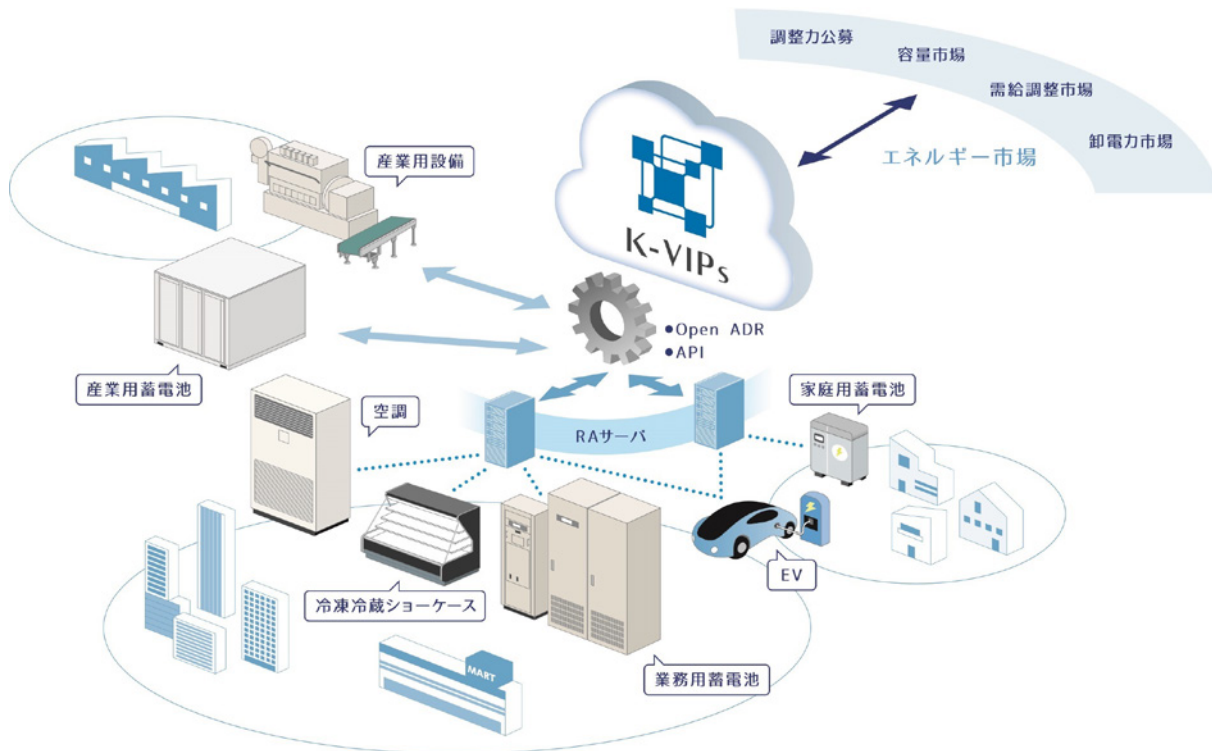 調整力公募
容量市場
需給調整市場
卸電力市場
エネルギー市場
産業用設備
K-VIPs
●Open ADR
●API
産業用蓄電池
空調
家庭用蓄電池
RAサーバ
EV
冷凍冷蔵ショーケース
業務用蓄電池
MART